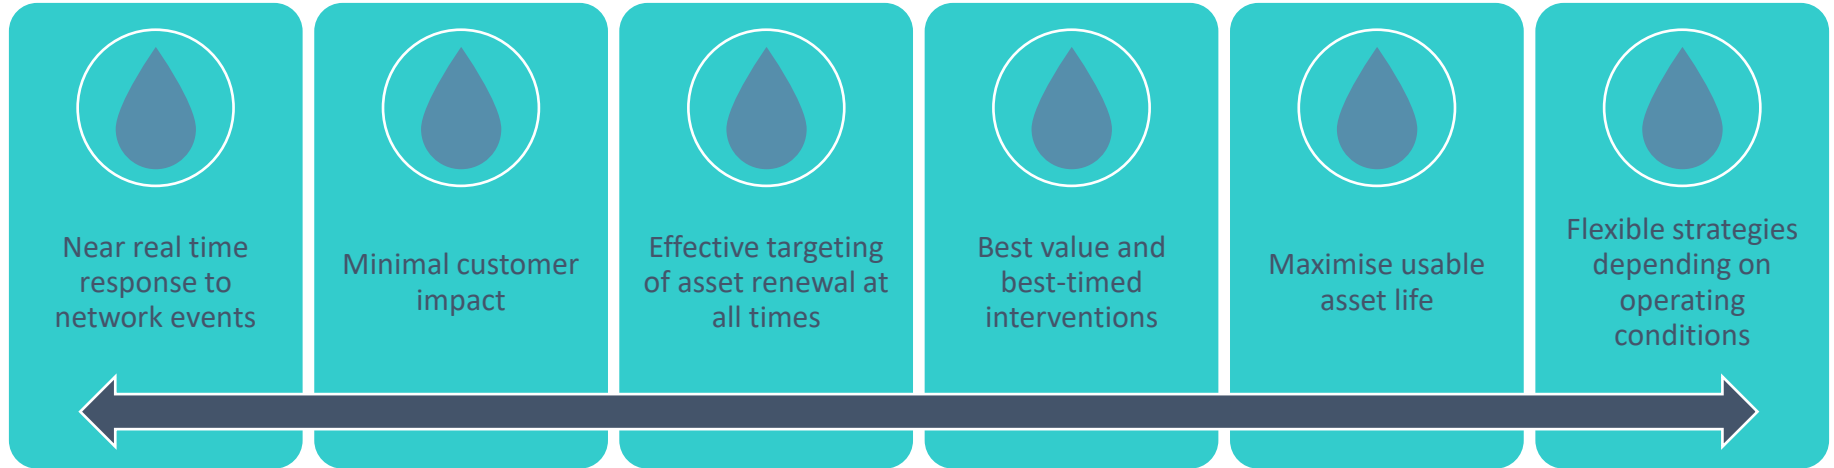 Near real time
response to
network events
Minimal customer
impact
Effective targeting
of asset renewal at
all times
Best value and
best-timed
interventions
Maximise usable
asset life
Flexible strategies
depending on
operating
conditions